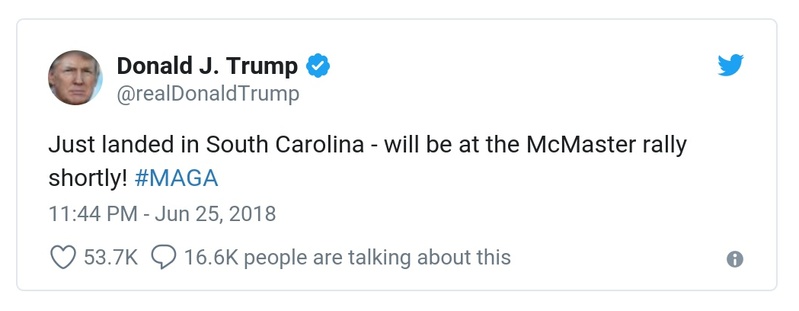 Donald J. Trump
@realDonaldTrump
Just landed in South Carolina - will be at the McMaster rally
shortly! #MAGA
11:44 PM - Jun 25, 2018
53.7K 16.6K people are talking about this